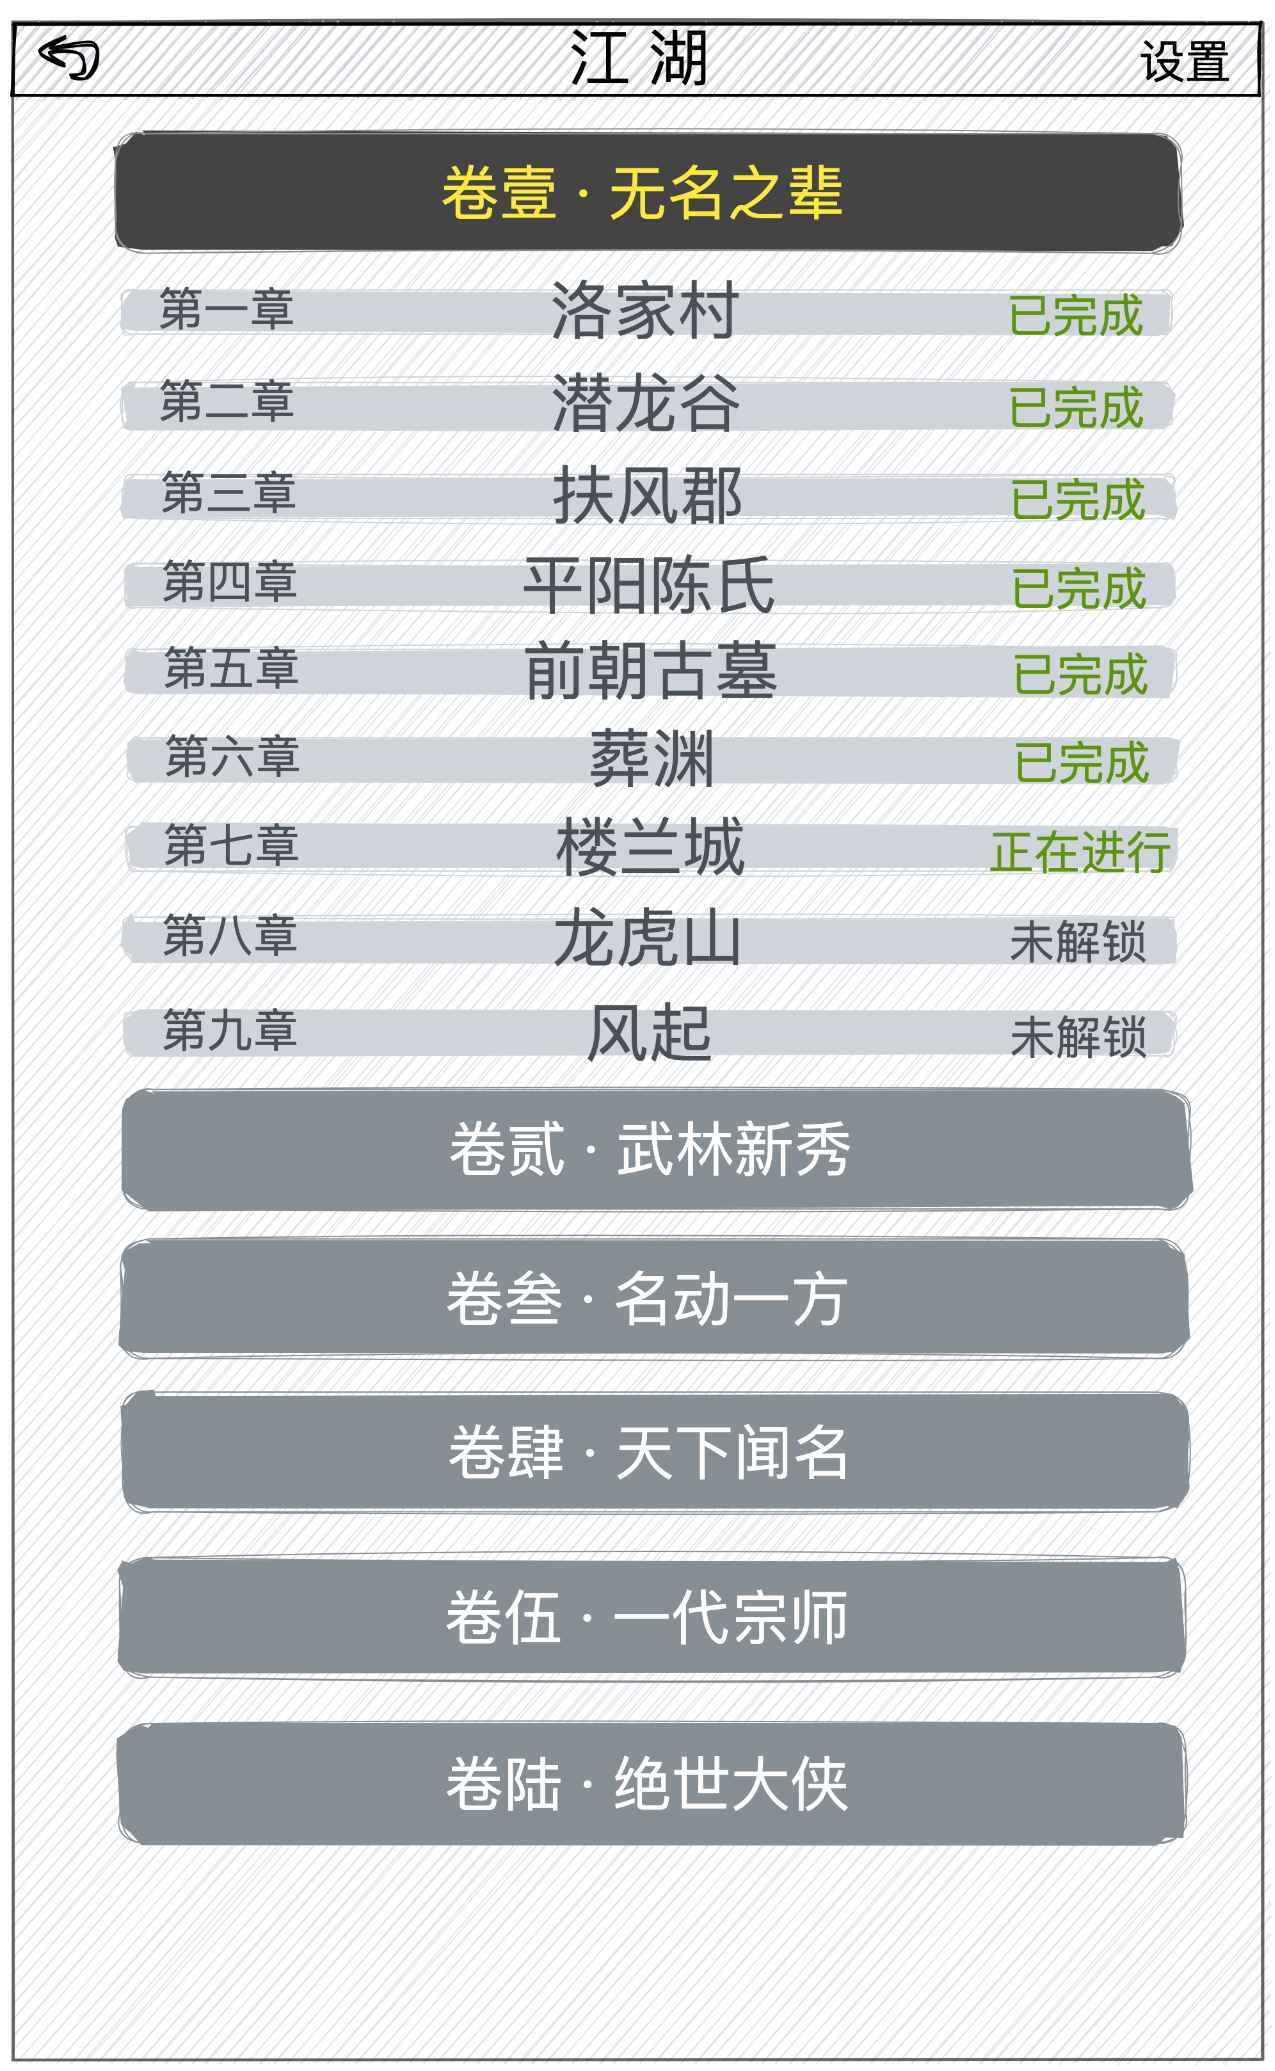 江 湖 设置
卷壹 · 无名之辈
第一章 洛家村 已完成
第二章 潜龙谷 已完成
第三章 扶风郡 已完成
第四章 平阳陈氏 已完成
第五章 前朝古墓 已完成
第六章 葬渊 已完成
第七章 楼兰城 正在进行
第八章 龙虎山 未解锁
第九章 风起 未解锁
卷贰 · 武林新秀
卷叁 · 名动一方
卷肆 · 天下闻名
卷伍 · 一代宗师
卷陆 · 绝世大侠